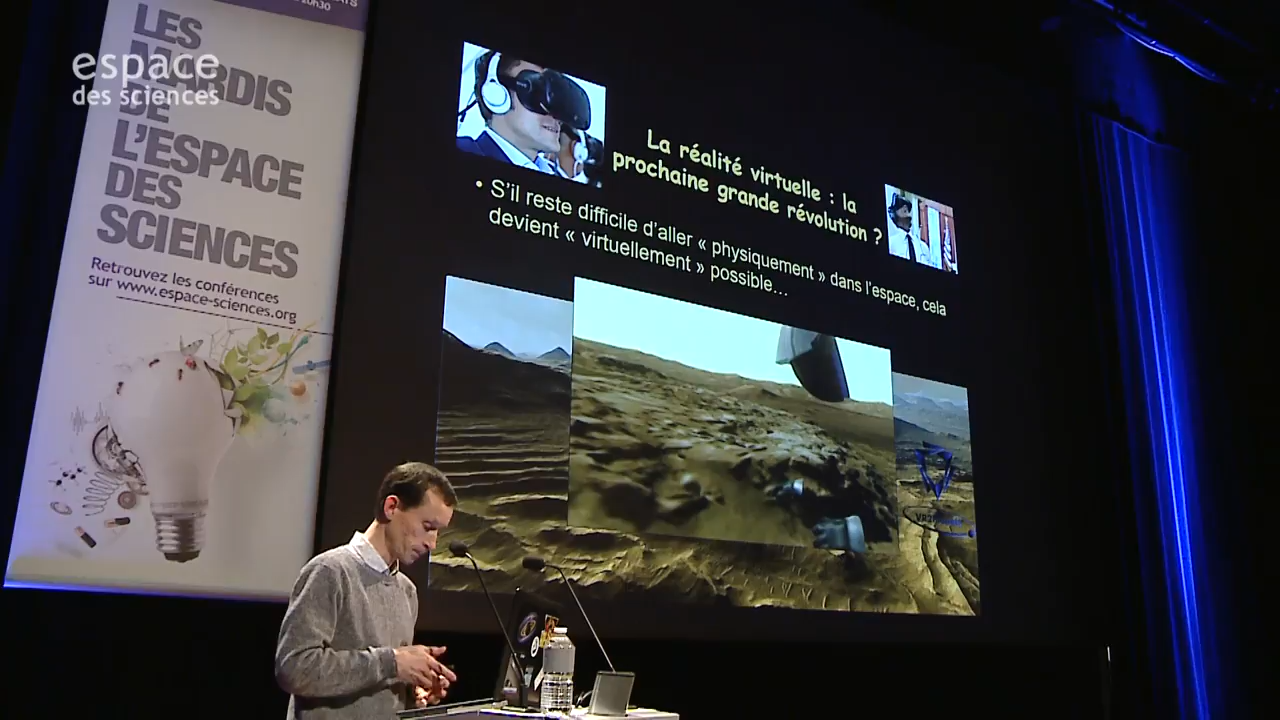 20h30
LES
MARDIS
DE
L'ESPACE
DES
SCIENCES
espace
des sciences
Retrouvez les conférences
sur www.espace-sciences.org
La réalité virtuelle : la
prochaine grande révolution ?
• S'il reste difficile d'aller « physiquement » dans l'espace, cela
devient « virtuellement » possible...